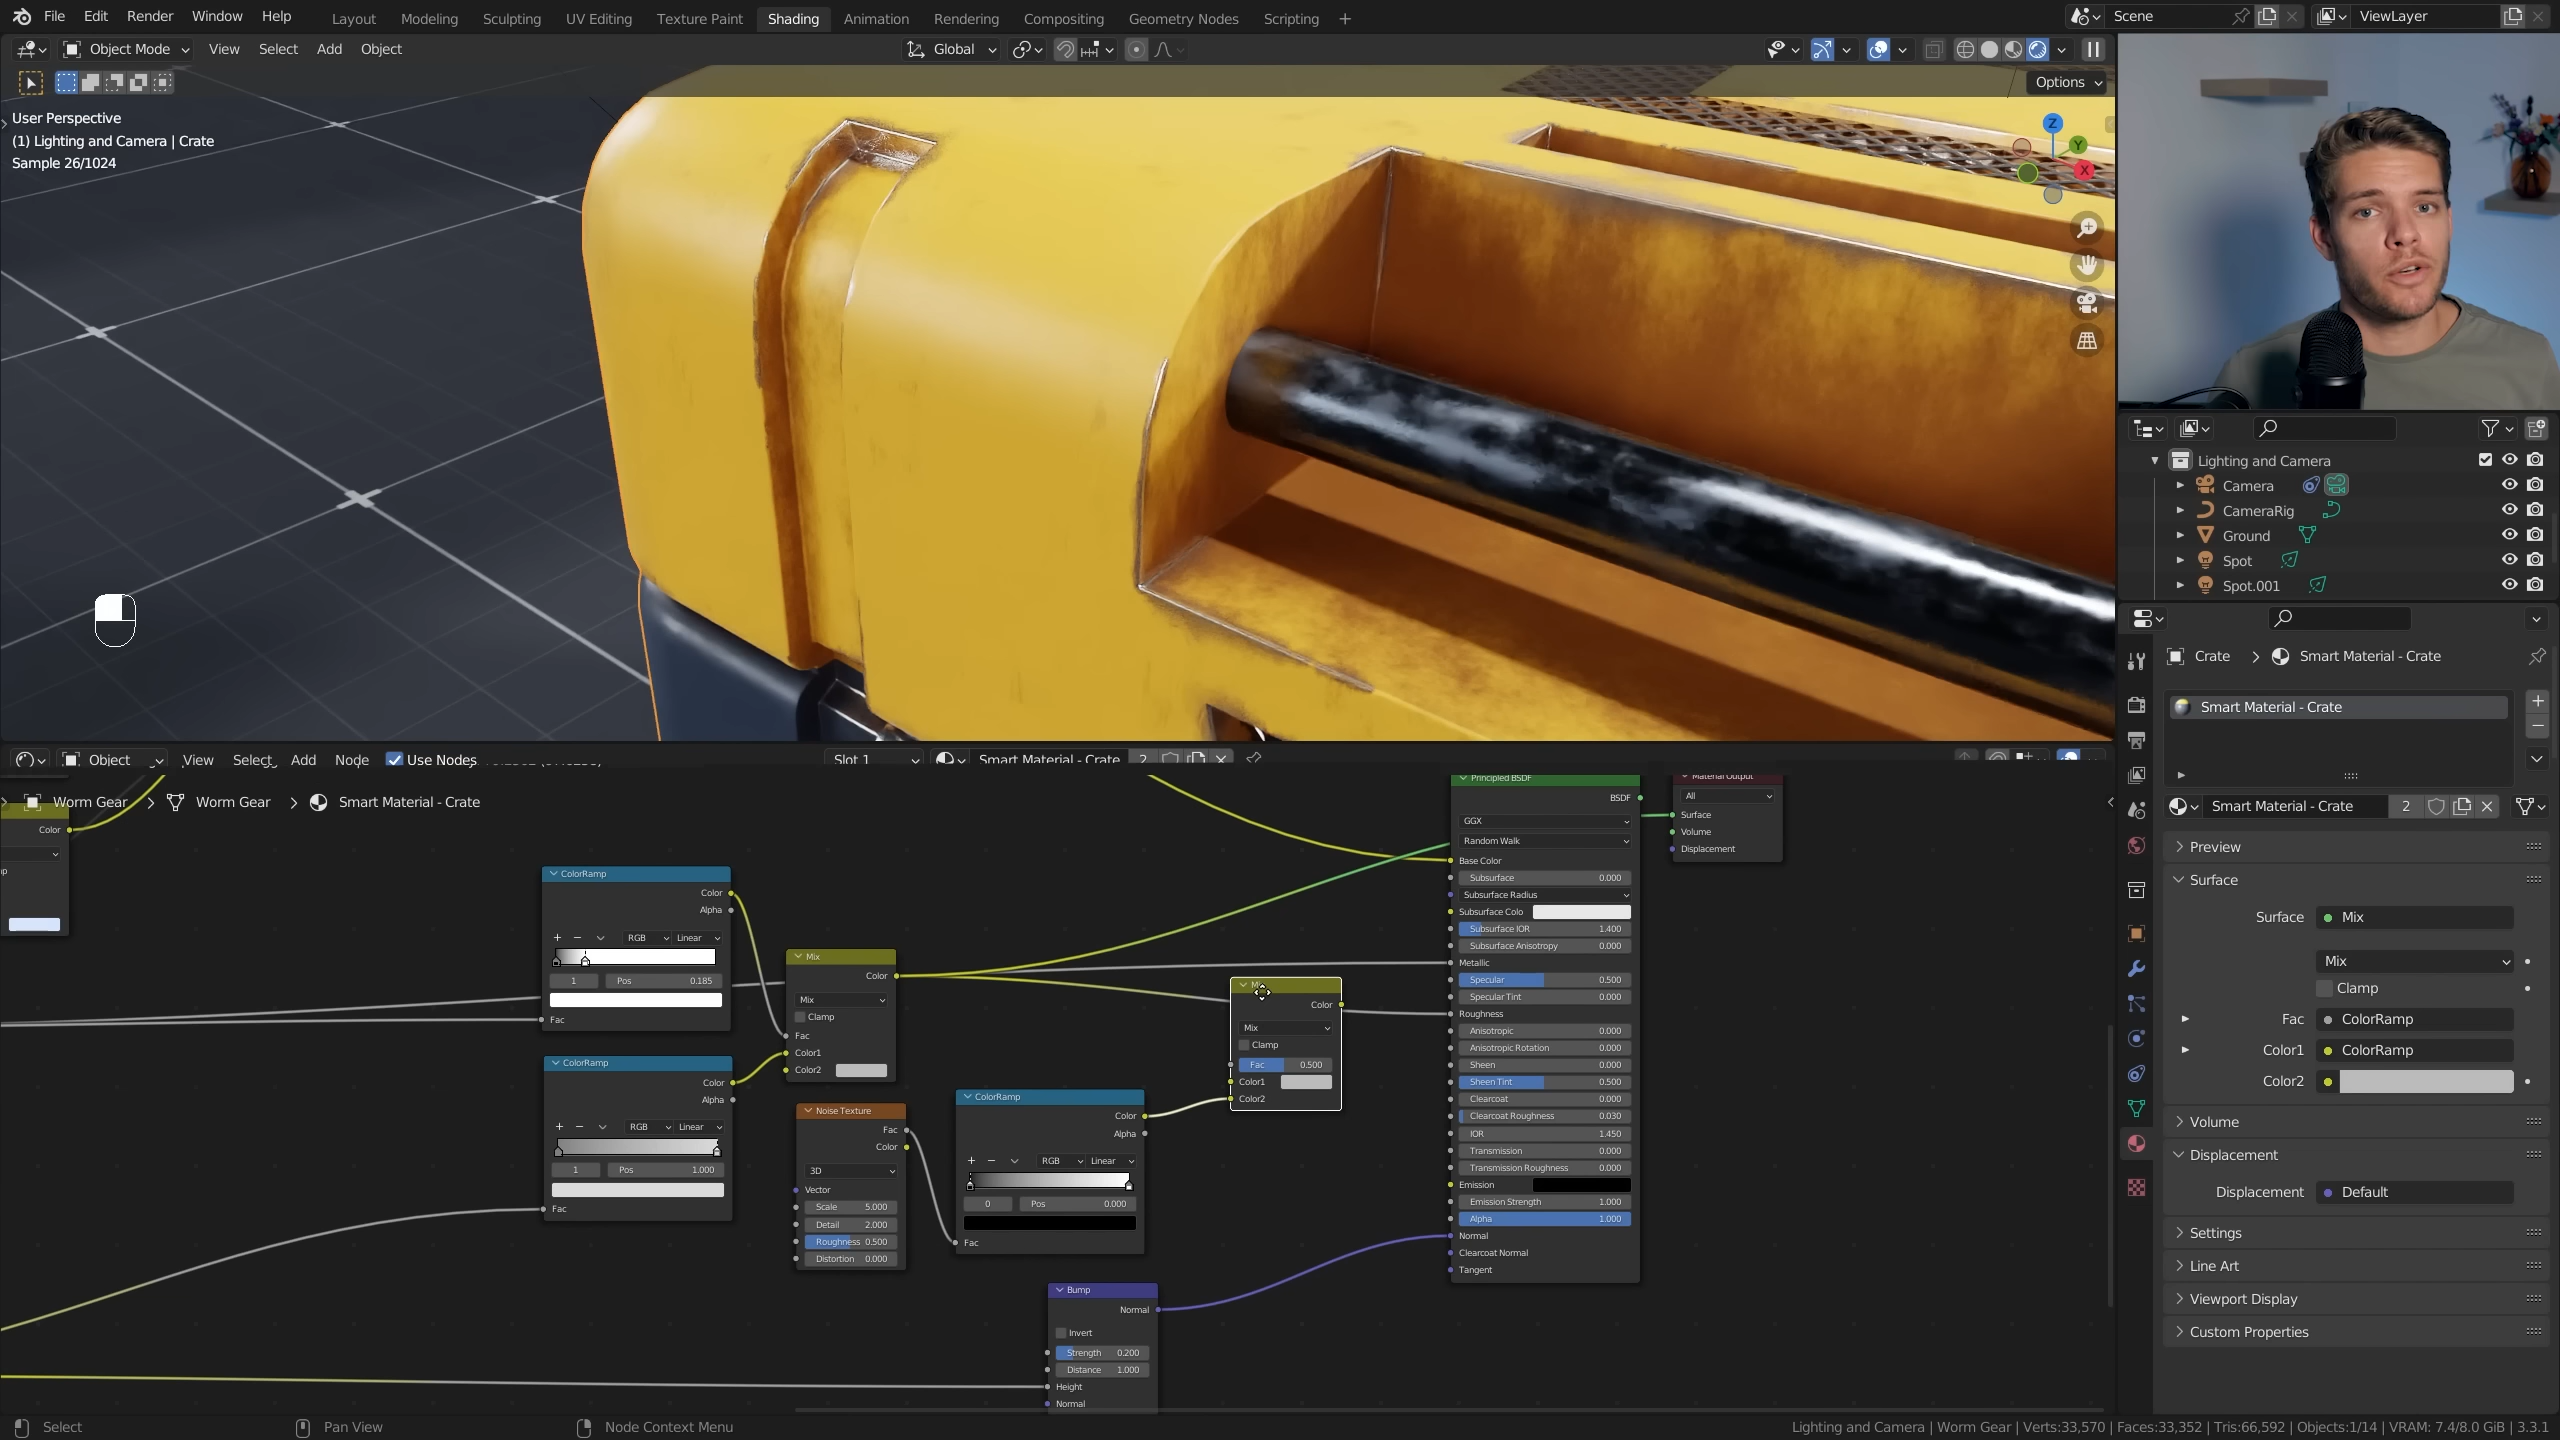 File Edit Render Window Help Layout Modeling Sculpting UV Editing Texture Paint Shading Animation Rendering Compositing Geometry Nodes Scripting Scene ViewLayer
Object Mode View Select Add Object Global
Options
User Perspective
(1) Lighting and Camera | Crate
Sample 26/1024
Lighting and Camera
Camera
CameraRig
Ground
Spot
Spot.001
Crate > Smart Material - Crate
Smart Material - Crate
Smart Material - Crate 2
Preview
Surface
Surface Mix
Mix
Clamp
Fac ColorRamp
Color1 ColorRamp
Color2
Volume
Displacement
Displacement Default
Settings
Line Art
Viewport Display
Custom Properties
Object View Select Add Node Use Nodes Slot 1 Smart Material - Crate 2
Worm Gear > Worm Gear > Smart Material - Crate
Color
ColorRamp
Color
Alpha
RGB Linear
1 Pos 0.185
Fac
ColorRamp
Color
Alpha
RGB Linear
1 Pos 1.000
Fac
Mix
Color
Mix
Clamp
Fac
Color1
Color2
Noise Texture
Fac
Color
3D
Vector
Scale 5.000
Detail 2.000
Roughness 0.500
Distortion 0.000
ColorRamp
Color
Alpha
RGB Linear
0 Pos 0.000
Fac
Color
Mix
Clamp
Fac 0.500
Color1
Color2
Bump
Normal
Invert
Strength 0.200
Distance 1.000
Height
Normal
Principled BSDF
BSDF
GGX
Random Walk
Base Color
Subsurface 0.000
Subsurface Radius
Subsurface Colo
Subsurface IOR 1.400
Subsurface Anisotropy 0.000
Metallic
Specular 0.500
Specular Tint 0.000
Roughness
Anisotropic 0.000
Anisotropic Rotation 0.000
Sheen 0.000
Sheen Tint 0.500
Clearcoat 0.000
Clearcoat Roughness 0.030
IOR 1.450
Transmission 0.000
Transmission Roughness 0.000
Emission
Emission Strength 1.000
Alpha 1.000
Normal
Clearcoat Normal
Tangent
Material Output
All
Surface
Volume
Displacement
Select Pan View Node Context Menu Lighting and Camera | Worm Gear | Verts:33,570 | Faces:33,352 | Tris:66,592 | Objects:1/14 | VRAM: 7.4/8.0 GiB | 3.3.1